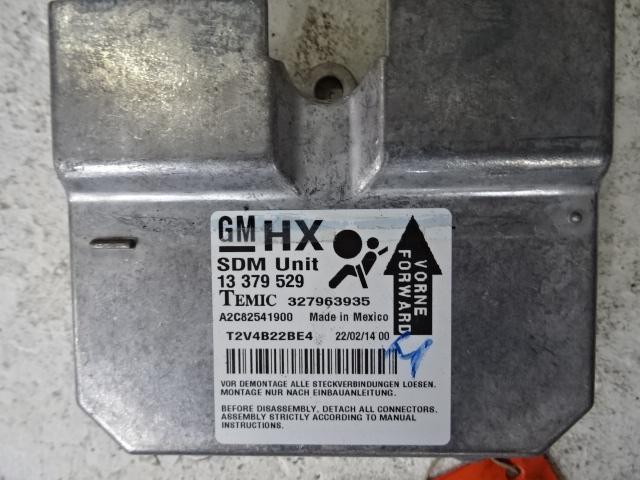 GM HX
SDM Unit
13 379 529
TEMIC 327963935
A2C82541900 Made in Mexico
T2V4B22BE4 22/02/14 00
VORNE
FORWARD
VOR DEMONTAGE ALLE STECKVERBINDUNGEN LOESEN.
MONTAGE NUR NACH EINBAUANLEITUNG.
BEFORE DISASSEMBLY, DETACH ALL CONNECTORS.
ASSEMBLY STRICTLY ACCORDING TO MANUAL
INSTRUCTIONS.